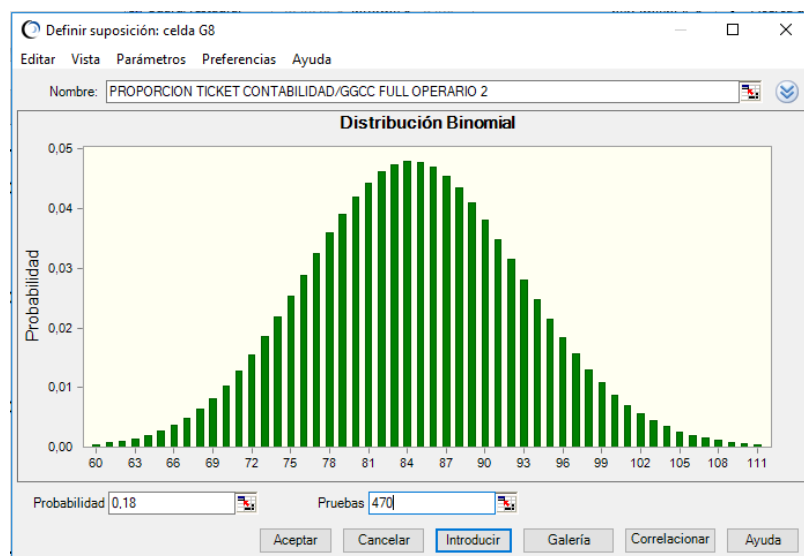 Definir suposición: celda G8
Editar Vista Parámetros Preferencias Ayuda
Nombre: PROPORCION TICKET CONTABILIDAD/GGCC FULL OPERARIO 2
Distribución Binomial
0,05
0,04
0,03
0,02
0,01
0,00
Probabilidad
60 63 66 69 72 75 78 81 84 87 90 93 96 99 102 105 108 111
Probabilidad 0,18 Pruebas 470
Aceptar Cancelar Introducir Galería Correlacionar Ayuda